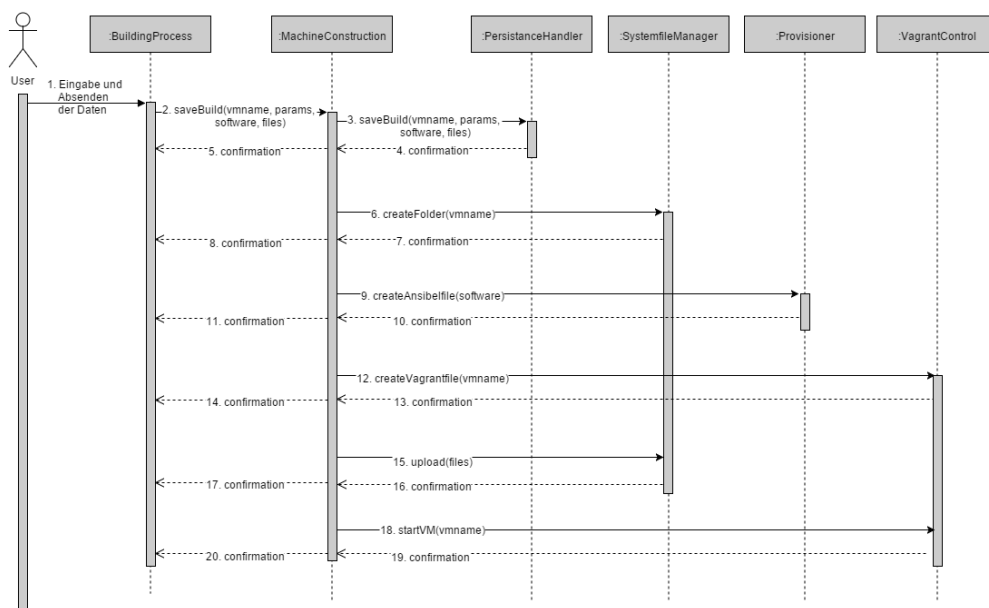 :BuildingProcess
:MachineConstruction
:PersistanceHandler
:SystemfileManager
:Provisioner
:VagrantControl
User
1. Eingabe und
Absenden
der Daten
2. saveBuild(vmname, params,
software, files)
3. saveBuild(vmname, params,
software, files)
4. confirmation
5. confirmation
6. createFolder(vmname)
7. confirmation
8. confirmation
9. createAnsibelfile(software)
10. confirmation
11. confirmation
12. createVagrantfile(vmname)
13. confirmation
14. confirmation
15. upload(files)
16. confirmation
17. confirmation
18. startVM(vmname)
19. confirmation
20. confirmation